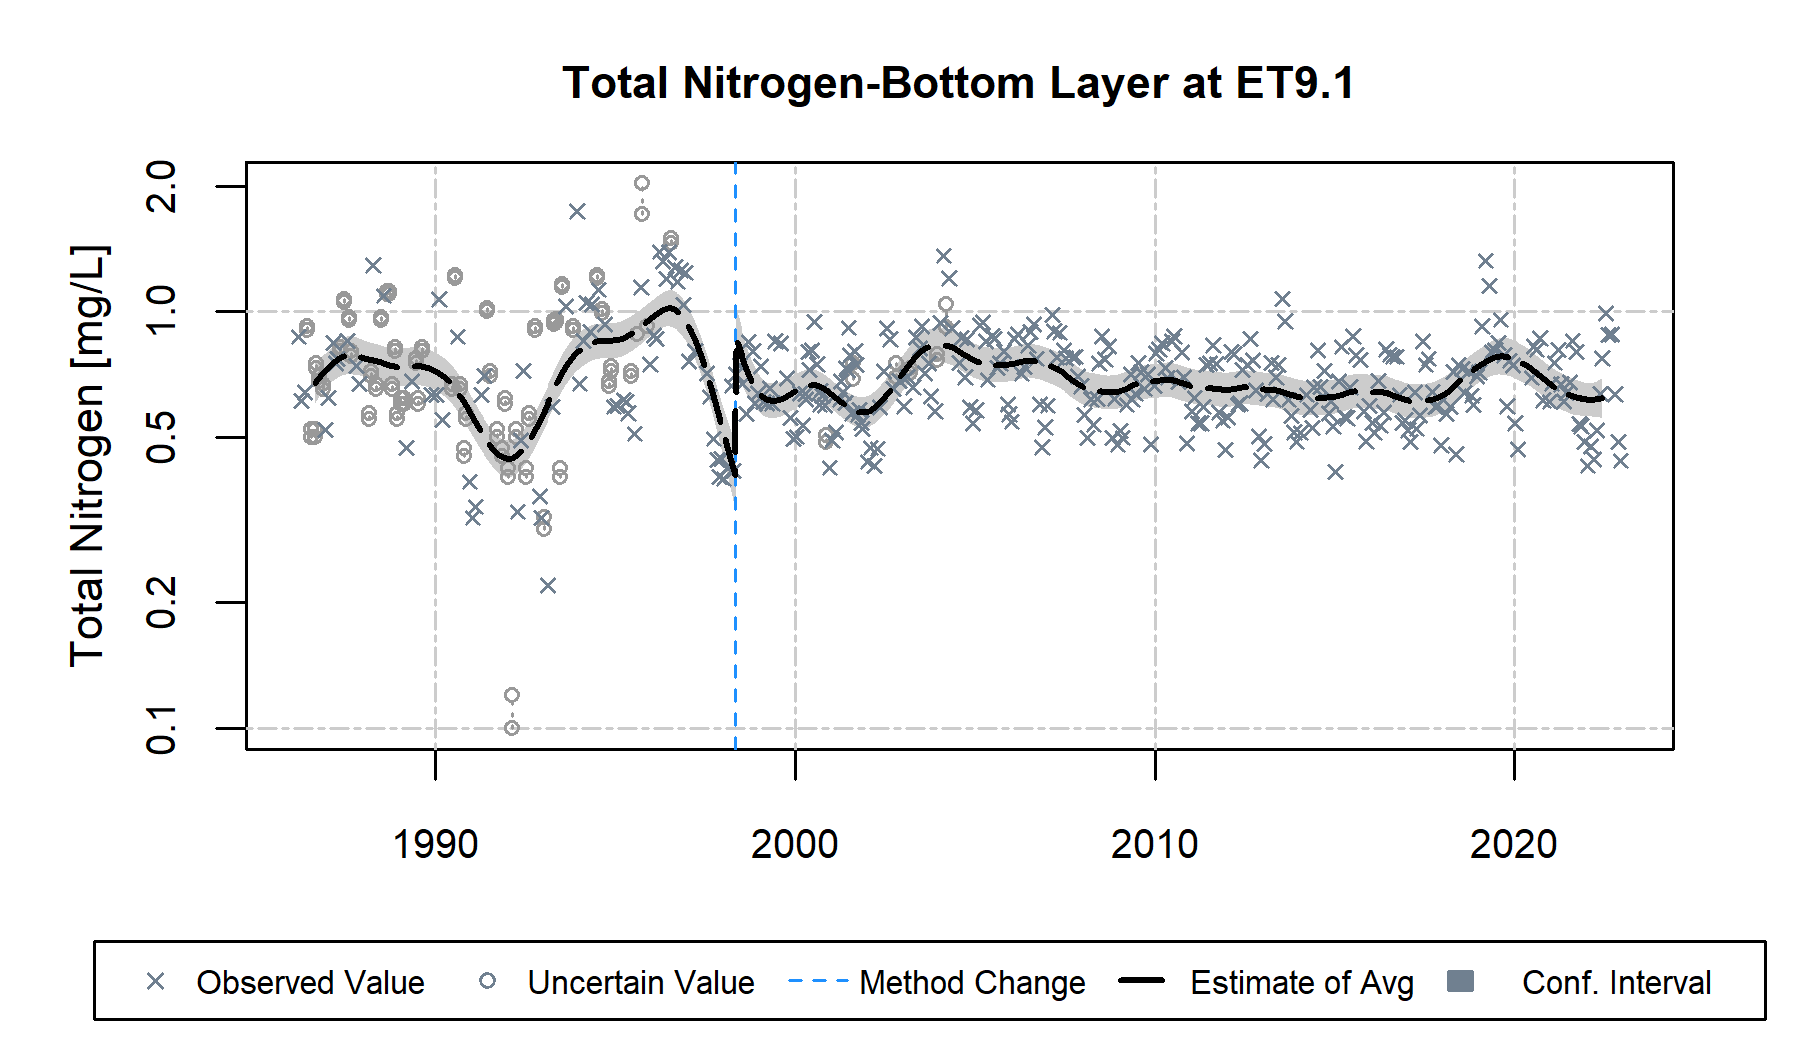 Total Nitrogen-Bottom Layer at ET9.1
Total Nitrogen [mg/L]
2.0
1.0
0.5
0.2
0.1
1990 2000 2010 2020
Observed Value Uncertain Value Method Change Estimate of Avg Conf. Interval